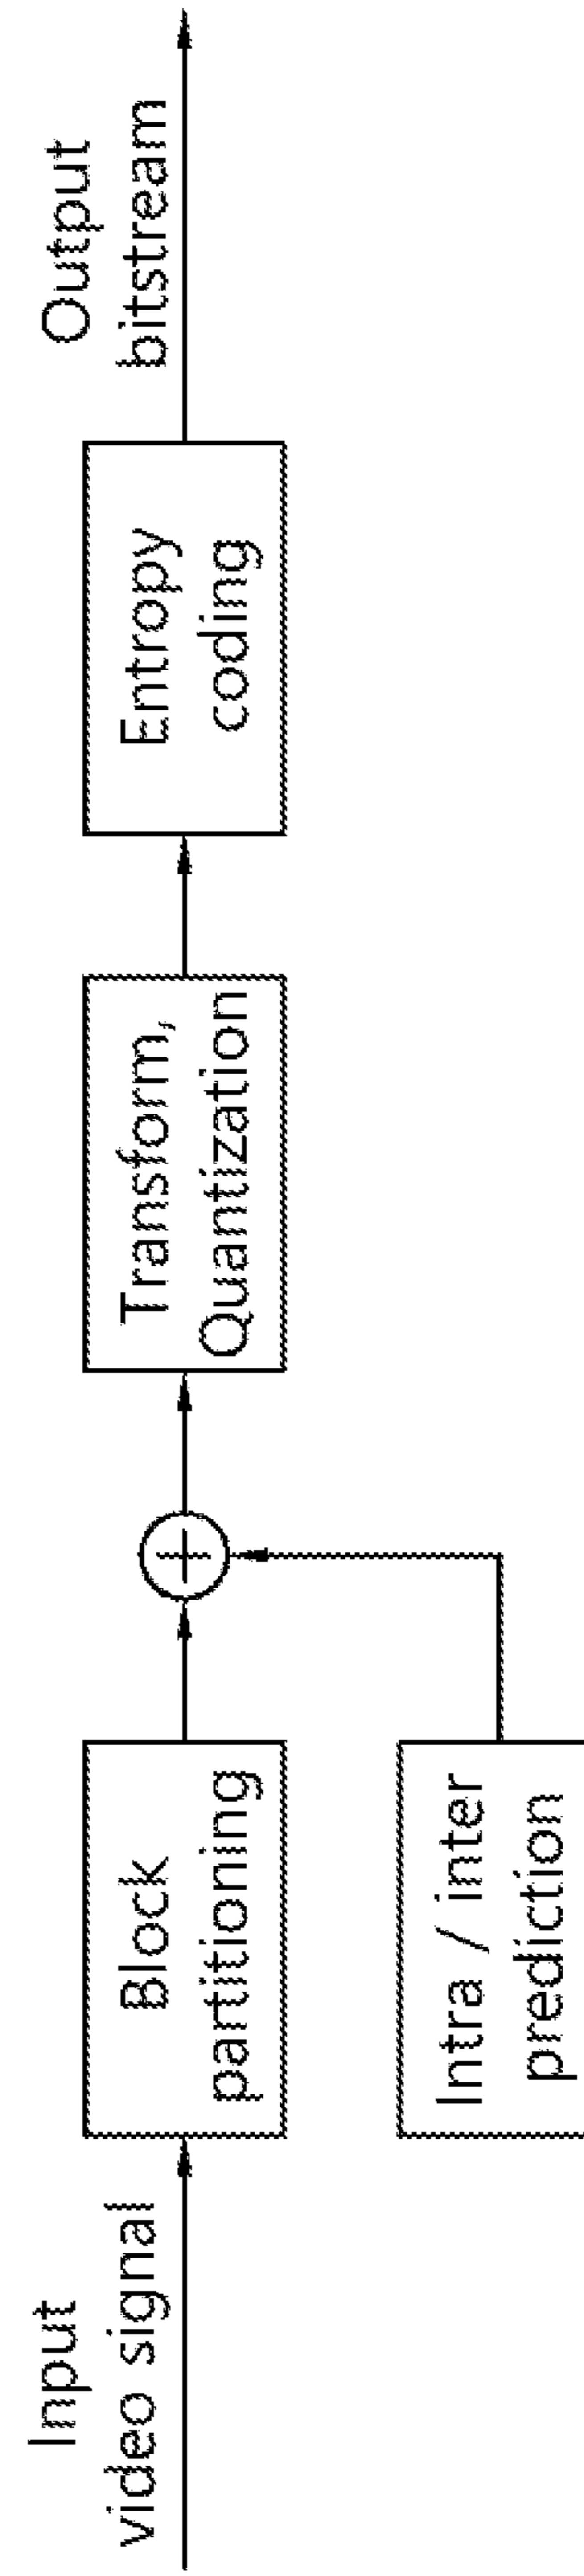 Input
video signal
Block
partitioning
Intra / inter
prediction
Transform,
Quantization
Entropy
coding
Output
bitstream